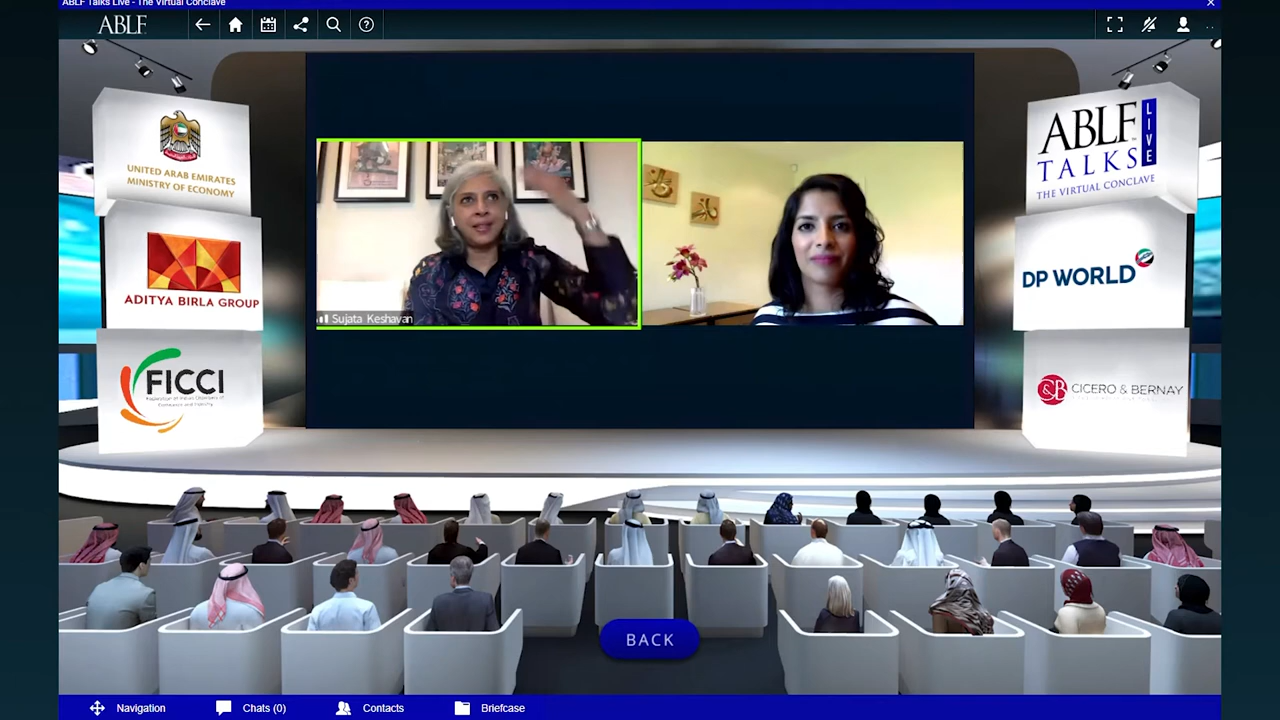 ABLF Talks Live - The Virtual Conclave
ABLF
UNITED ARAB EMIRATES
MINISTRY OF ECONOMY
ADITYA BIRLA GROUP
FICCI
Sujata Keshavan
ABLF
LIVE
TALKS
THE VIRTUAL CONCLAVE
DP WORLD
CICERO & BERNAY
BACK
Navigation
Chats (0)
Contacts
Briefcase